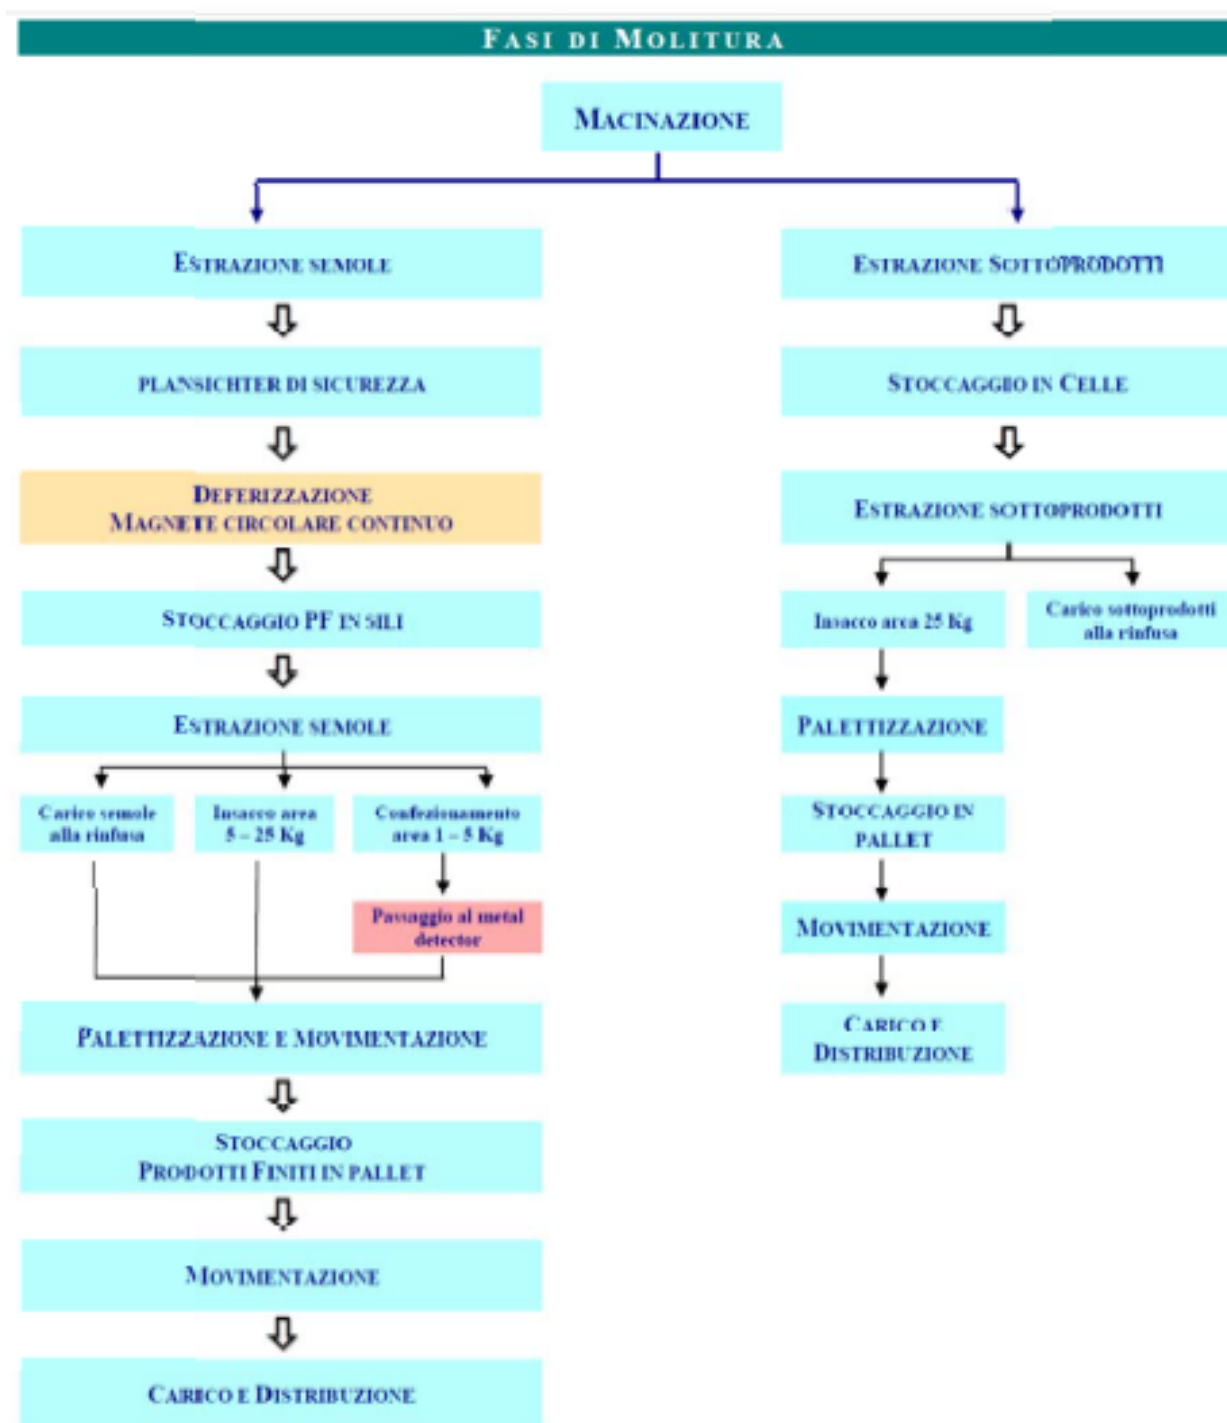 FASI DI MOLITURA
MACINAZIONE
ESTRAZIONE SEMOLE
PLANSICHTER DI SICUREZZA
DEFERIZZAZIONE
MAGNETE CIRCOLARE CONTINUO
STOCCAGGIO PF IN SILI
ESTRAZIONE SEMOLE
Carico semole
alla rinfusa
Insacco area
5 – 25 Kg
Confezionamento
area 1 – 5 Kg
Passaggio al metal
detector
PALETTIZZAZIONE E MOVIMENTAZIONE
STOCCAGGIO
PRODOTTI FINITI IN PALLET
MOVIMENTAZIONE
CARICO E DISTRIBUZIONE
ESTRAZIONE SOTTOPRODOTTI
STOCCAGGIO IN CELLE
ESTRAZIONE SOTTOPRODOTTI
Insacco area 25 Kg
Carico sottoprodotti
alla rinfusa
PALETTIZZAZIONE
STOCCAGGIO IN
PALLET
MOVIMENTAZIONE
CARICO E
DISTRIBUZIONE